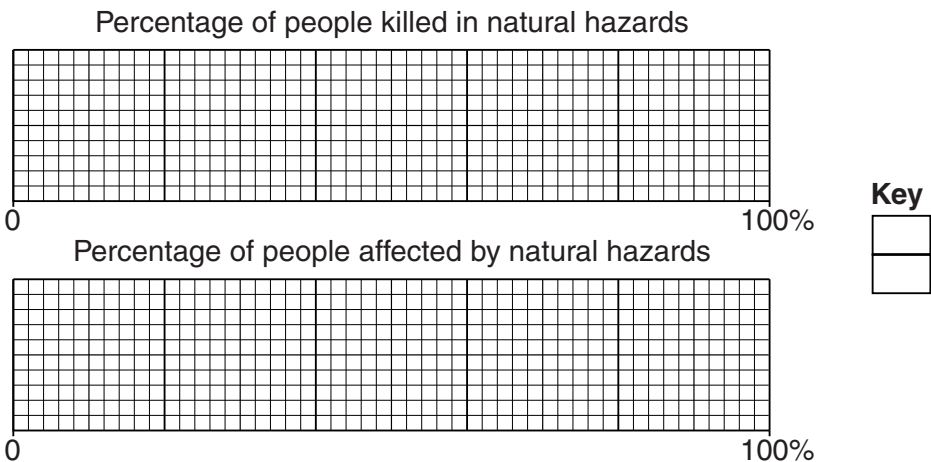 Percentage of people killed in natural hazards
0
100%
Key
Percentage of people affected by natural hazards
0
100%